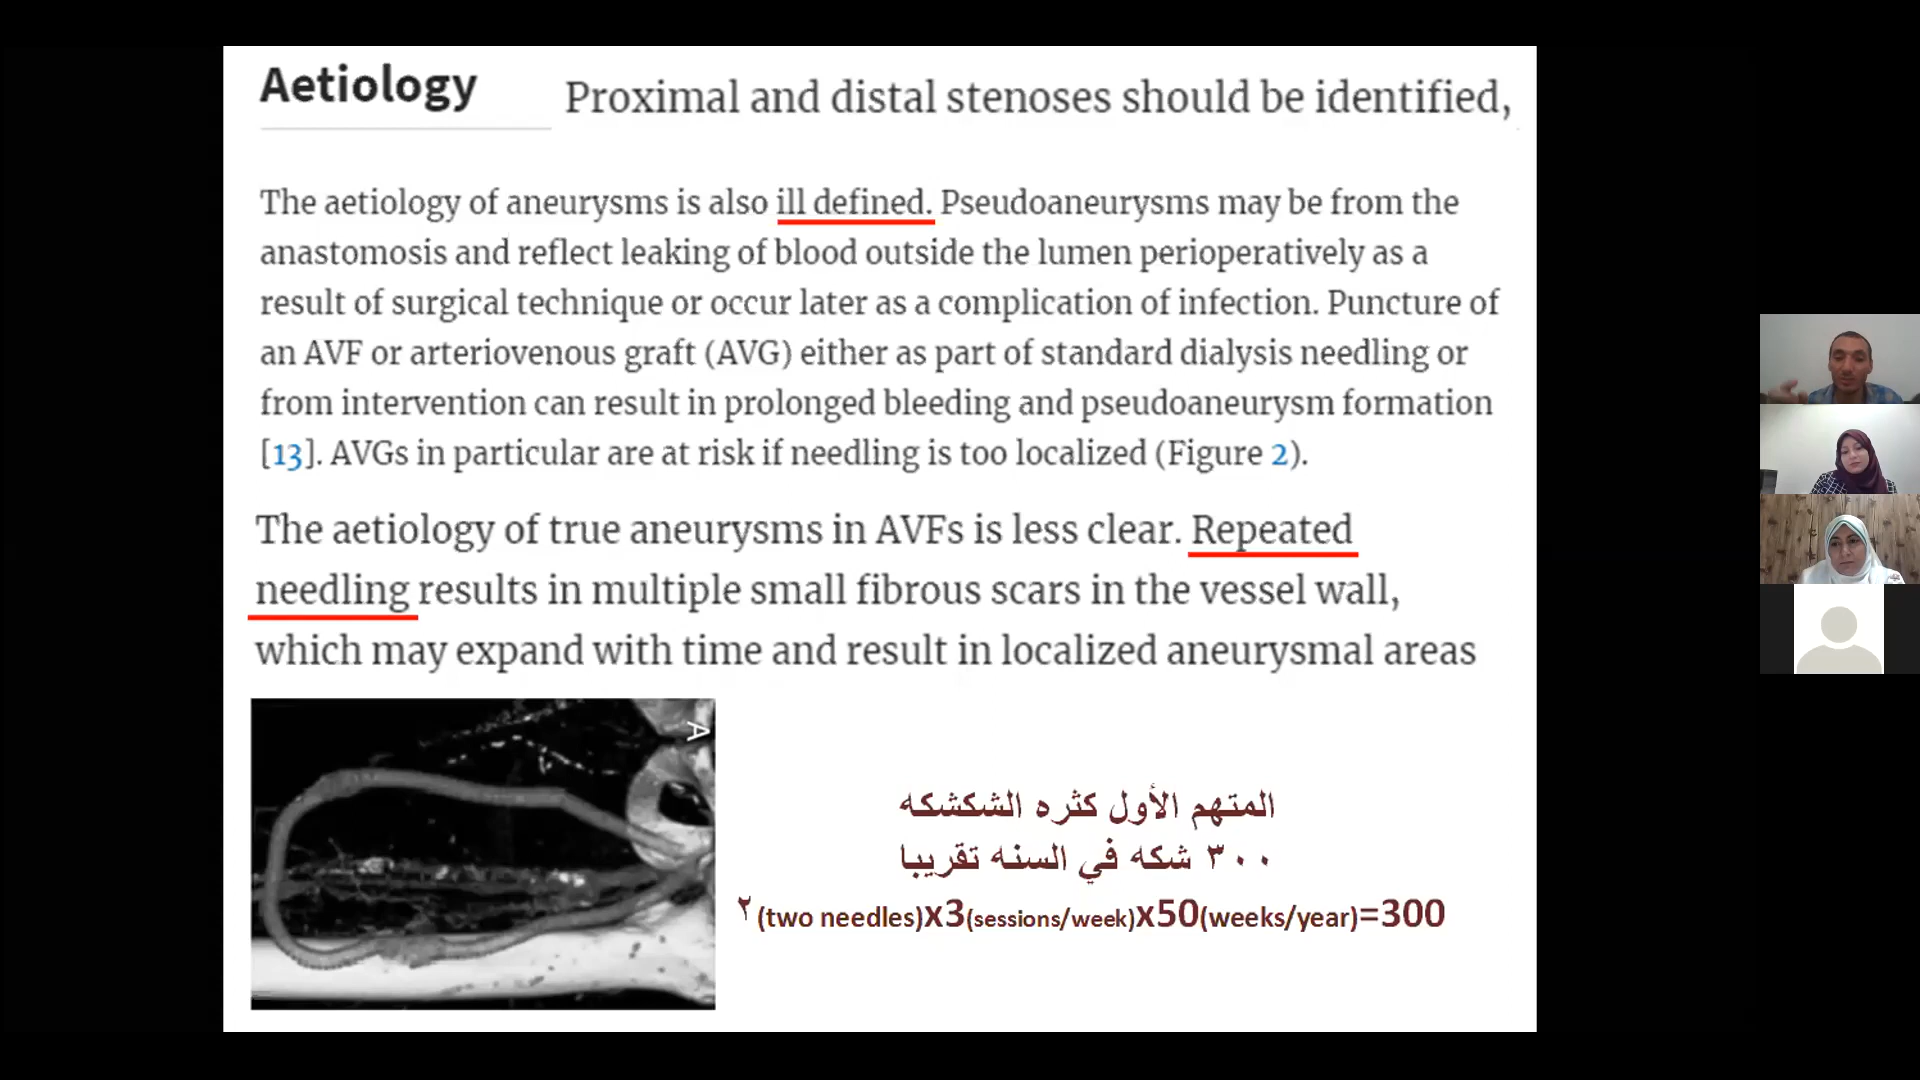 Aetiology
Proximal and distal stenoses should be identified,
The aetiology of aneurysms is also ill defined. Pseudoaneurysms may be from the
anastomosis and reflect leaking of blood outside the lumen perioperatively as a
result of surgical technique or occur later as a complication of infection. Puncture of
an AVF or arteriovenous graft (AVG) either as part of standard dialysis needling or
from intervention can result in prolonged bleeding and pseudoaneurysm formation
[13]. AVGs in particular are at risk if needling is too localized (Figure 2).
The aetiology of true aneurysms in AVFs is less clear. Repeated
needling results in multiple small fibrous scars in the vessel wall,
which may expand with time and result in localized aneurysmal areas
A
المتهم الأول كثره الشكشكه
٣٠٠ شكه في السنه تقريبا
٢ (two needles)X3(sessions/week)X50(weeks/year)=300